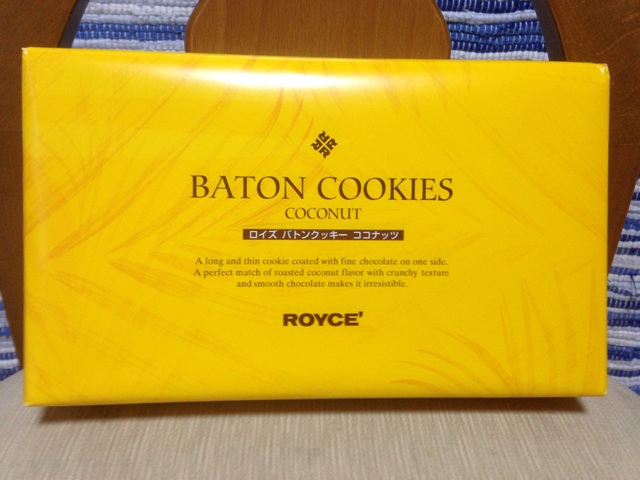 BATON COOKIES
COCONUT
ロイズ バトンクッキー ココナッツ
A long and thin cookie coated with fine chocolate on one side.
A perfect match of roasted coconut flavor with crunchy texture
and smooth chocolate makes it irresistible.
ROYCE'